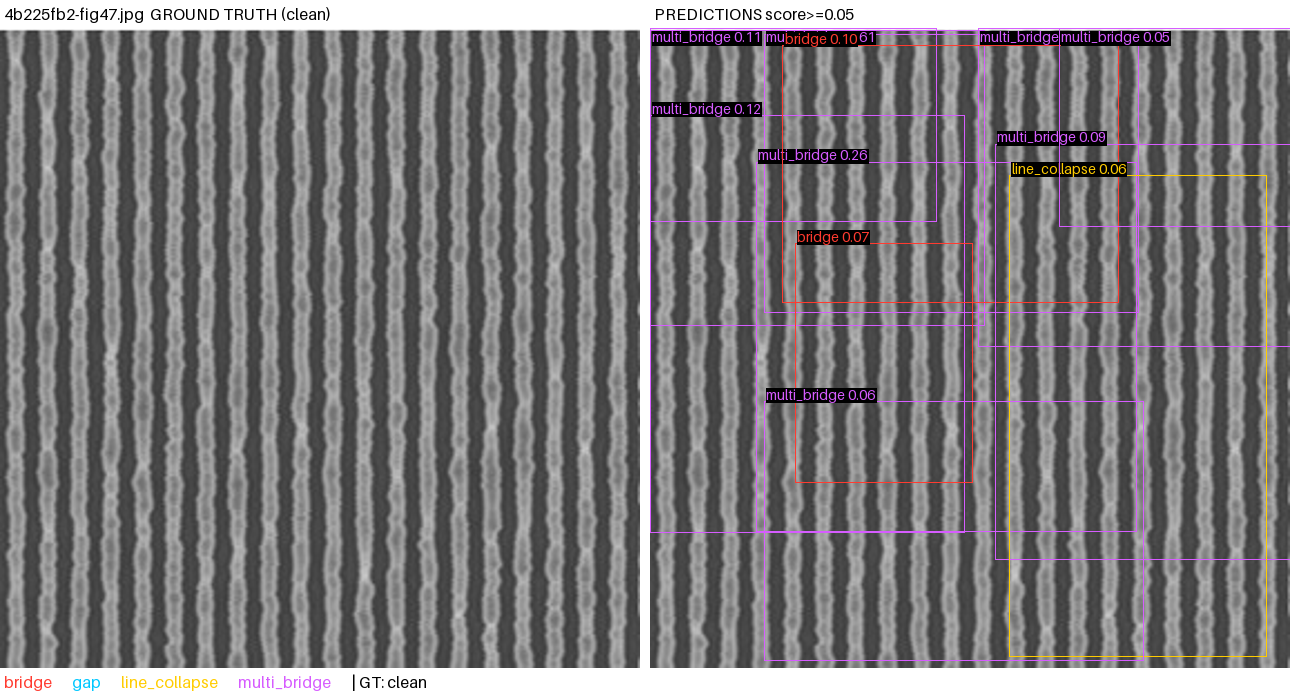 4b225fb2-fig47.jpg GROUND TRUTH (clean)
PREDICTIONS score>=0.05
multi_bridge 0.11
mu
bridge 0.10
61
multi_bridge
multi_bridge 0.05
multi_bridge 0.12
multi_bridge 0.09
multi_bridge 0.26
line_collapse 0.06
bridge 0.07
multi_bridge 0.06
bridge gap line_collapse multi_bridge | GT: clean